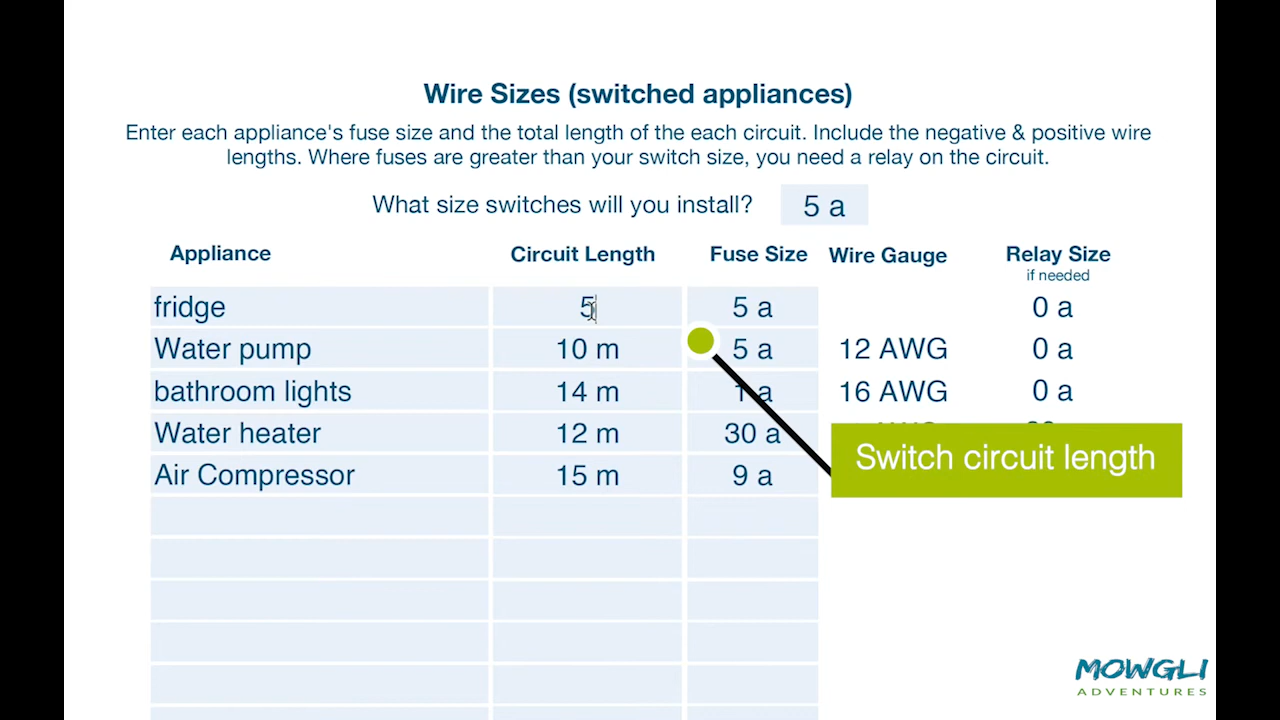 Wire Sizes (switched appliances)
Enter each appliance's fuse size and the total length of the each circuit. Include the negative & positive wire
lengths. Where fuses are greater than your switch size, you need a relay on the circuit.
What size switches will you install? 5 a
Appliance Circuit Length Fuse Size Wire Gauge Relay Size
if needed
fridge 5 5 a 0 a
Water pump 10 m 5 a 12 AWG 0 a
bathroom lights 14 m 1 a 16 AWG 0 a
Water heater 12 m 30 a
Switch circuit length
Air Compressor 15 m 9 a
MOWGLI
ADVENTURES